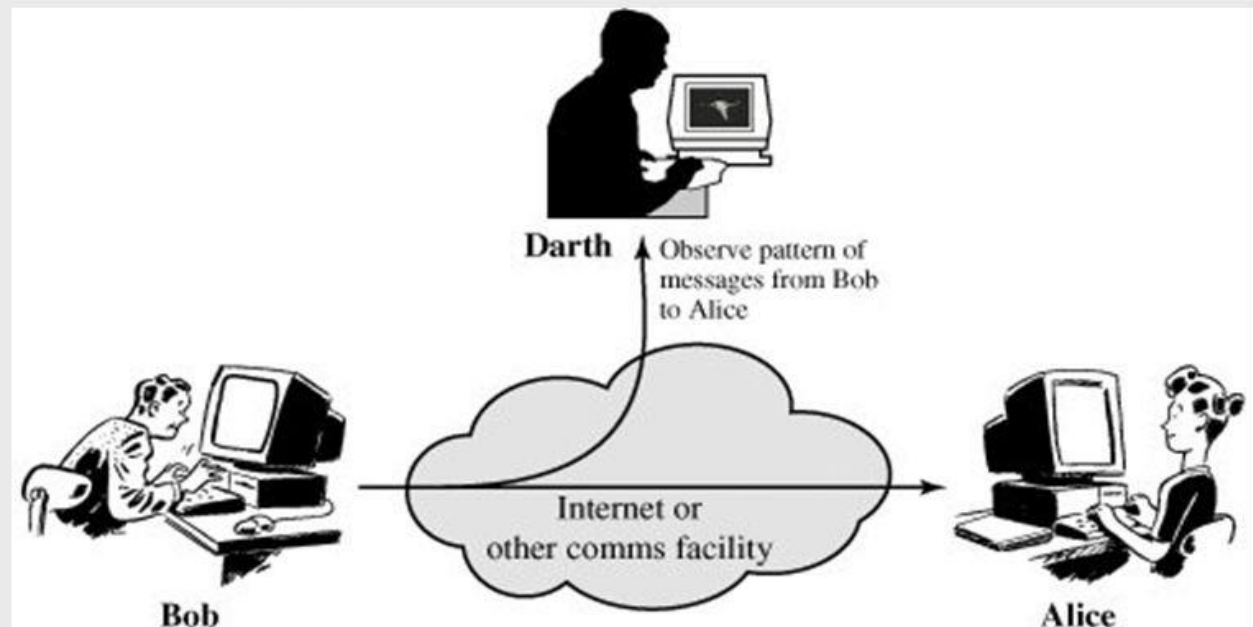 Darth
Observe pattern of
messages from Bob
to Alice
Internet or
other comms facility
Bob
Alice